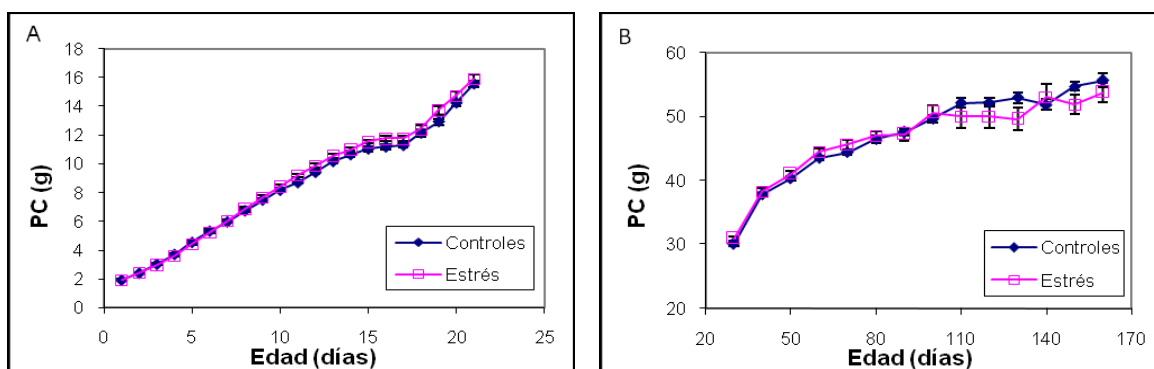 A
18
16
14
12
10
8
6
4
2
0
PC (g)
0 5 10 15 20 25
Edad (días)
Controles
Estrés
B
60
50
40
30
20
PC (g)
20 50 80 110 140 170
Edad (días)
Controles
Estrés